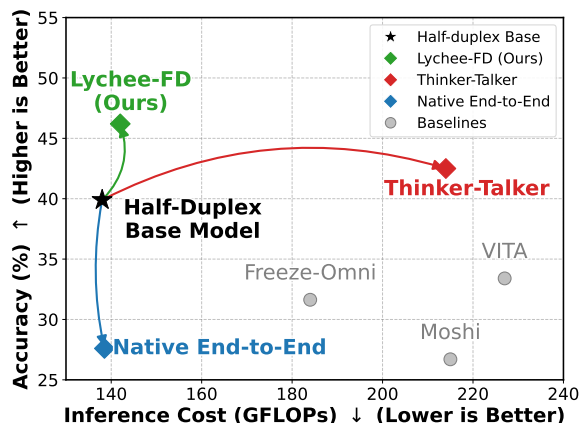 Accuracy (%) ↑ (Higher is Better)
55
50
45
40
35
30
25
Half-duplex Base
Lychee-FD (Ours)
Thinker-Talker
Native End-to-End
Baselines
Lychee-FD
(Ours)
Thinker-Talker
Half-Duplex
Base Model
VITA
Freeze-Omni
Moshi
Native End-to-End
140
160
180
200
220
240
Inference Cost (GFLOPs) ↓ (Lower is Better)